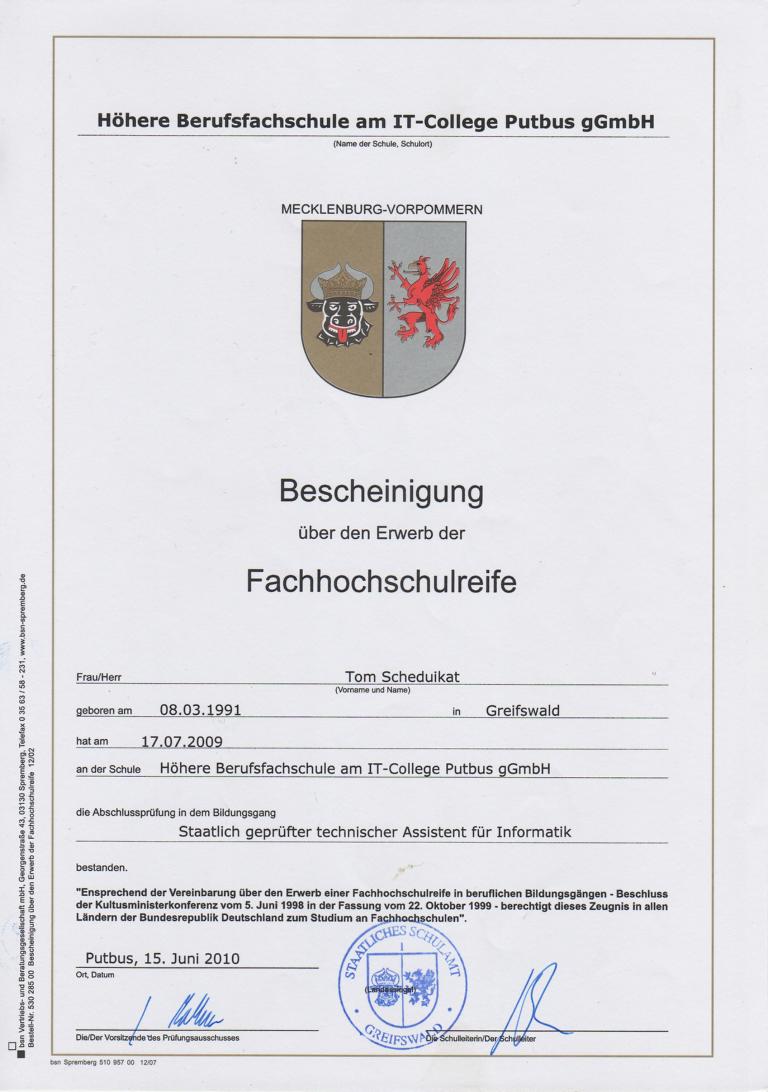 Höhere Berufsfachschule am IT-College Putbus gGmbH
(Name der Schule, Schulort)
MECKLENBURG-VORPOMMERN
Bescheinigung
über den Erwerb der
Fachhochschulreife
Frau/Herr Tom Scheduikat
(Vorname und Name)
geboren am 08.03.1991 in Greifswald
hat am 17.07.2009
an der Schule Höhere Berufsfachschule am IT-College Putbus gGmbH
die Abschlussprüfung in dem Bildungsgang
Staatlich geprüfter technischer Assistent für Informatik
bestanden.
"Ensprechend der Vereinbarung über den Erwerb einer Fachhochschulreife in beruflichen Bildungsgängen - Beschluss
der Kultusministerkonferenz vom 5. Juni 1998 in der Fassung vom 22. Oktober 1999 - berechtigt dieses Zeugnis in allen
Ländern der Bundesrepublik Deutschland zum Studium an Fachhochschulen".
Putbus, 15. Juni 2010
Ort, Datum
STAATLICHES SCHULAMT
1
(Landessiegel)
GREIFSWALD
Die/Der Vorsitzende des Prüfungsausschusses
Die Schulleiterin/Der Schulleiter
bsn Spremberg 510 957 00 12/07
bsn Vertriebs- und Beratungsgesellschaft mbH, Georgenstraße 43, 03130 Spremberg, Telefax 0 35 63 / 58 - 231, www.bsn-spremberg.de
Bestell-Nr. 530 285 00 Bescheinigung über den Erwerb der Fachhochschulreife 12/02